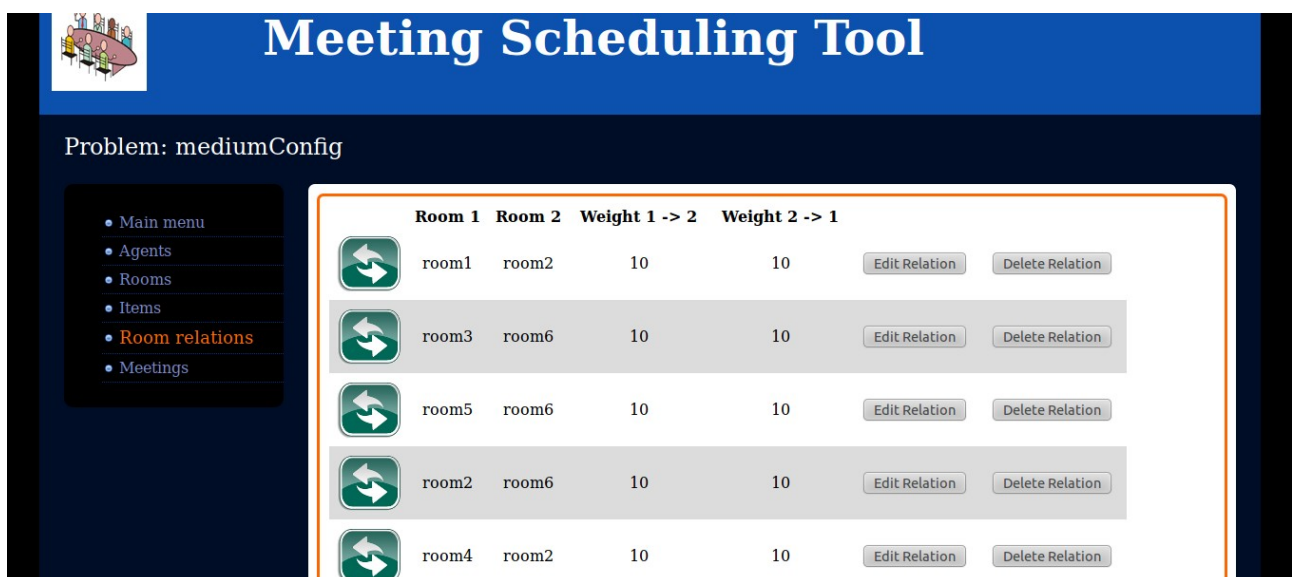 Meeting Scheduling Tool
Problem: mediumConfig
Main menu
Agents
Rooms
Items
Room relations
Meetings
Room 1 Room 2 Weight 1 -> 2 Weight 2 -> 1
room1 room2 10 10 Edit Relation Delete Relation
room3 room6 10 10 Edit Relation Delete Relation
room5 room6 10 10 Edit Relation Delete Relation
room2 room6 10 10 Edit Relation Delete Relation
room4 room2 10 10 Edit Relation Delete Relation